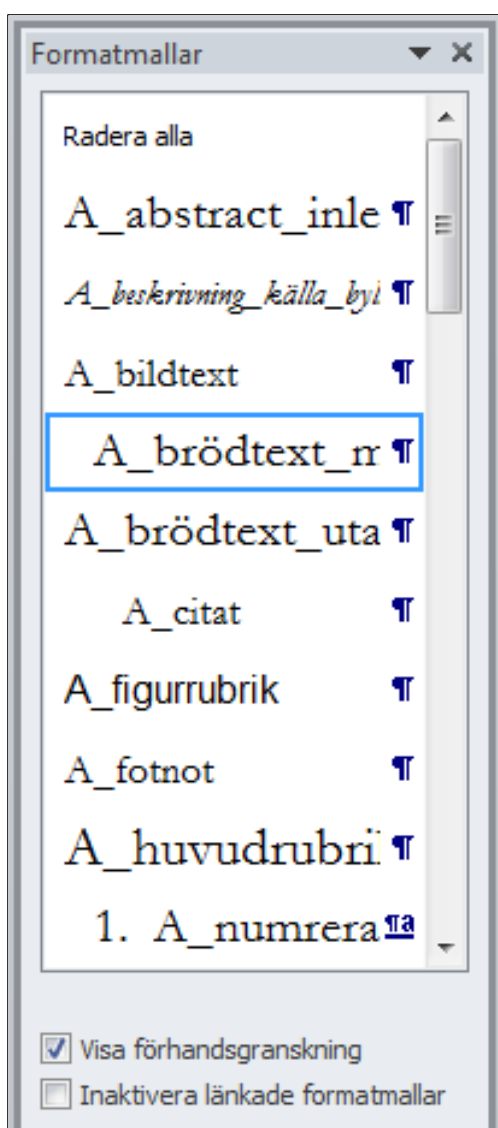 Formatmallar
Radera alla
A_abstract_inle ¶
A_beskrivning_källa_byl ¶
A_bildtext ¶
A_brödtext_m ¶
A_brödtext_uta ¶
A_citat ¶
A_figurrubrik ¶
A_fotnot ¶
A_huvudrubri ¶
1. A_numrera ¶a
Visa förhandsgranskning
Inaktivera länkade formatmallar